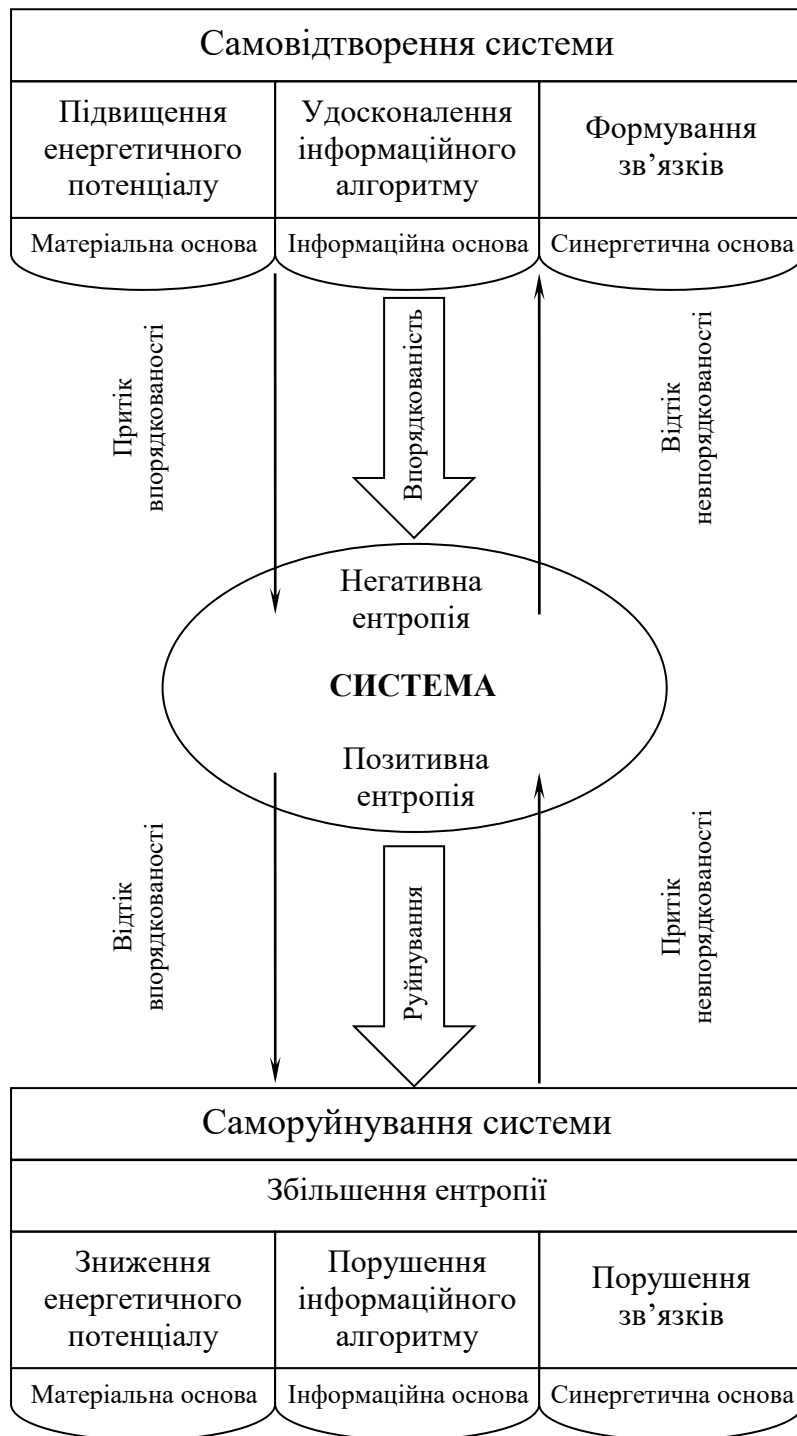 Самовідтворення системи
Підвищення
енергетичного
потенціалу
Удосконалення
інформаційного
алгоритму
Формування
зв’язків
Матеріальна основа
Інформаційна основа
Синергетична основа
Притік
впорядкованості
Впорядкованість
Відтік
невпорядкованості
Негативна
ентропія
СИСТЕМА
Позитивна
ентропія
Відтік
впорядкованості
Руйнування
Притік
невпорядкованості
Саморуйнування системи
Збільшення ентропії
Зниження
енергетичного
потенціалу
Порушення
інформаційного
алгоритму
Порушення
зв’язків
Матеріальна основа
Інформаційна основа
Синергетична основа